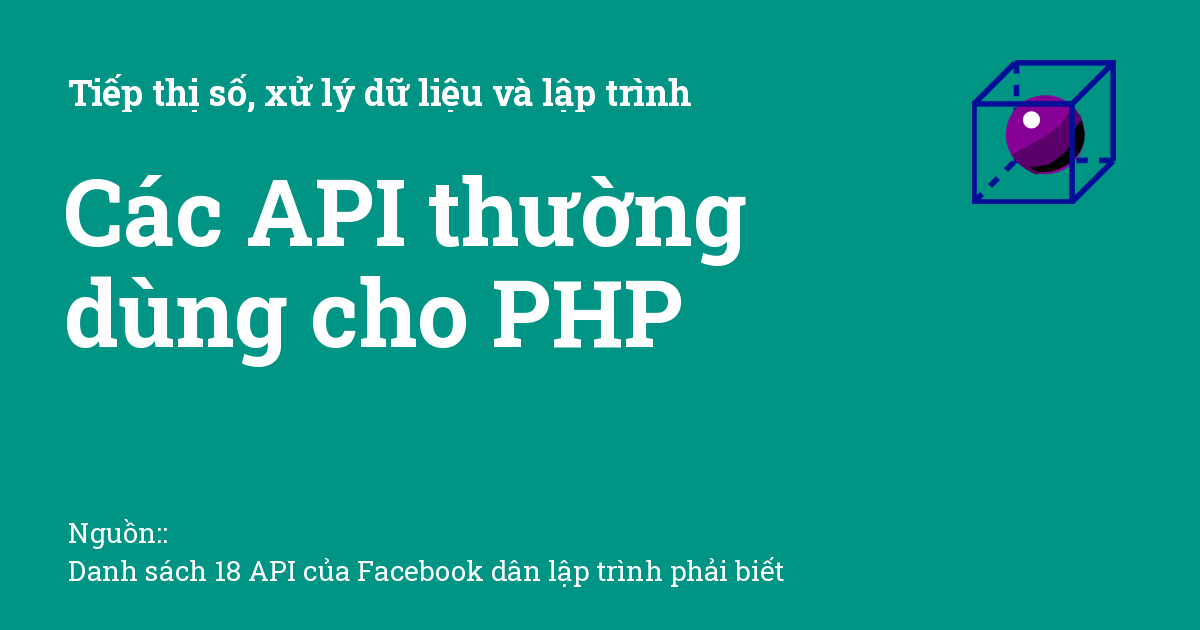 Tiếp thị số, xử lý dữ liệu và lập trình
Các API thường
dùng cho PHP
Nguồn::
Danh sách 18 API của Facebook dân lập trình phải biết